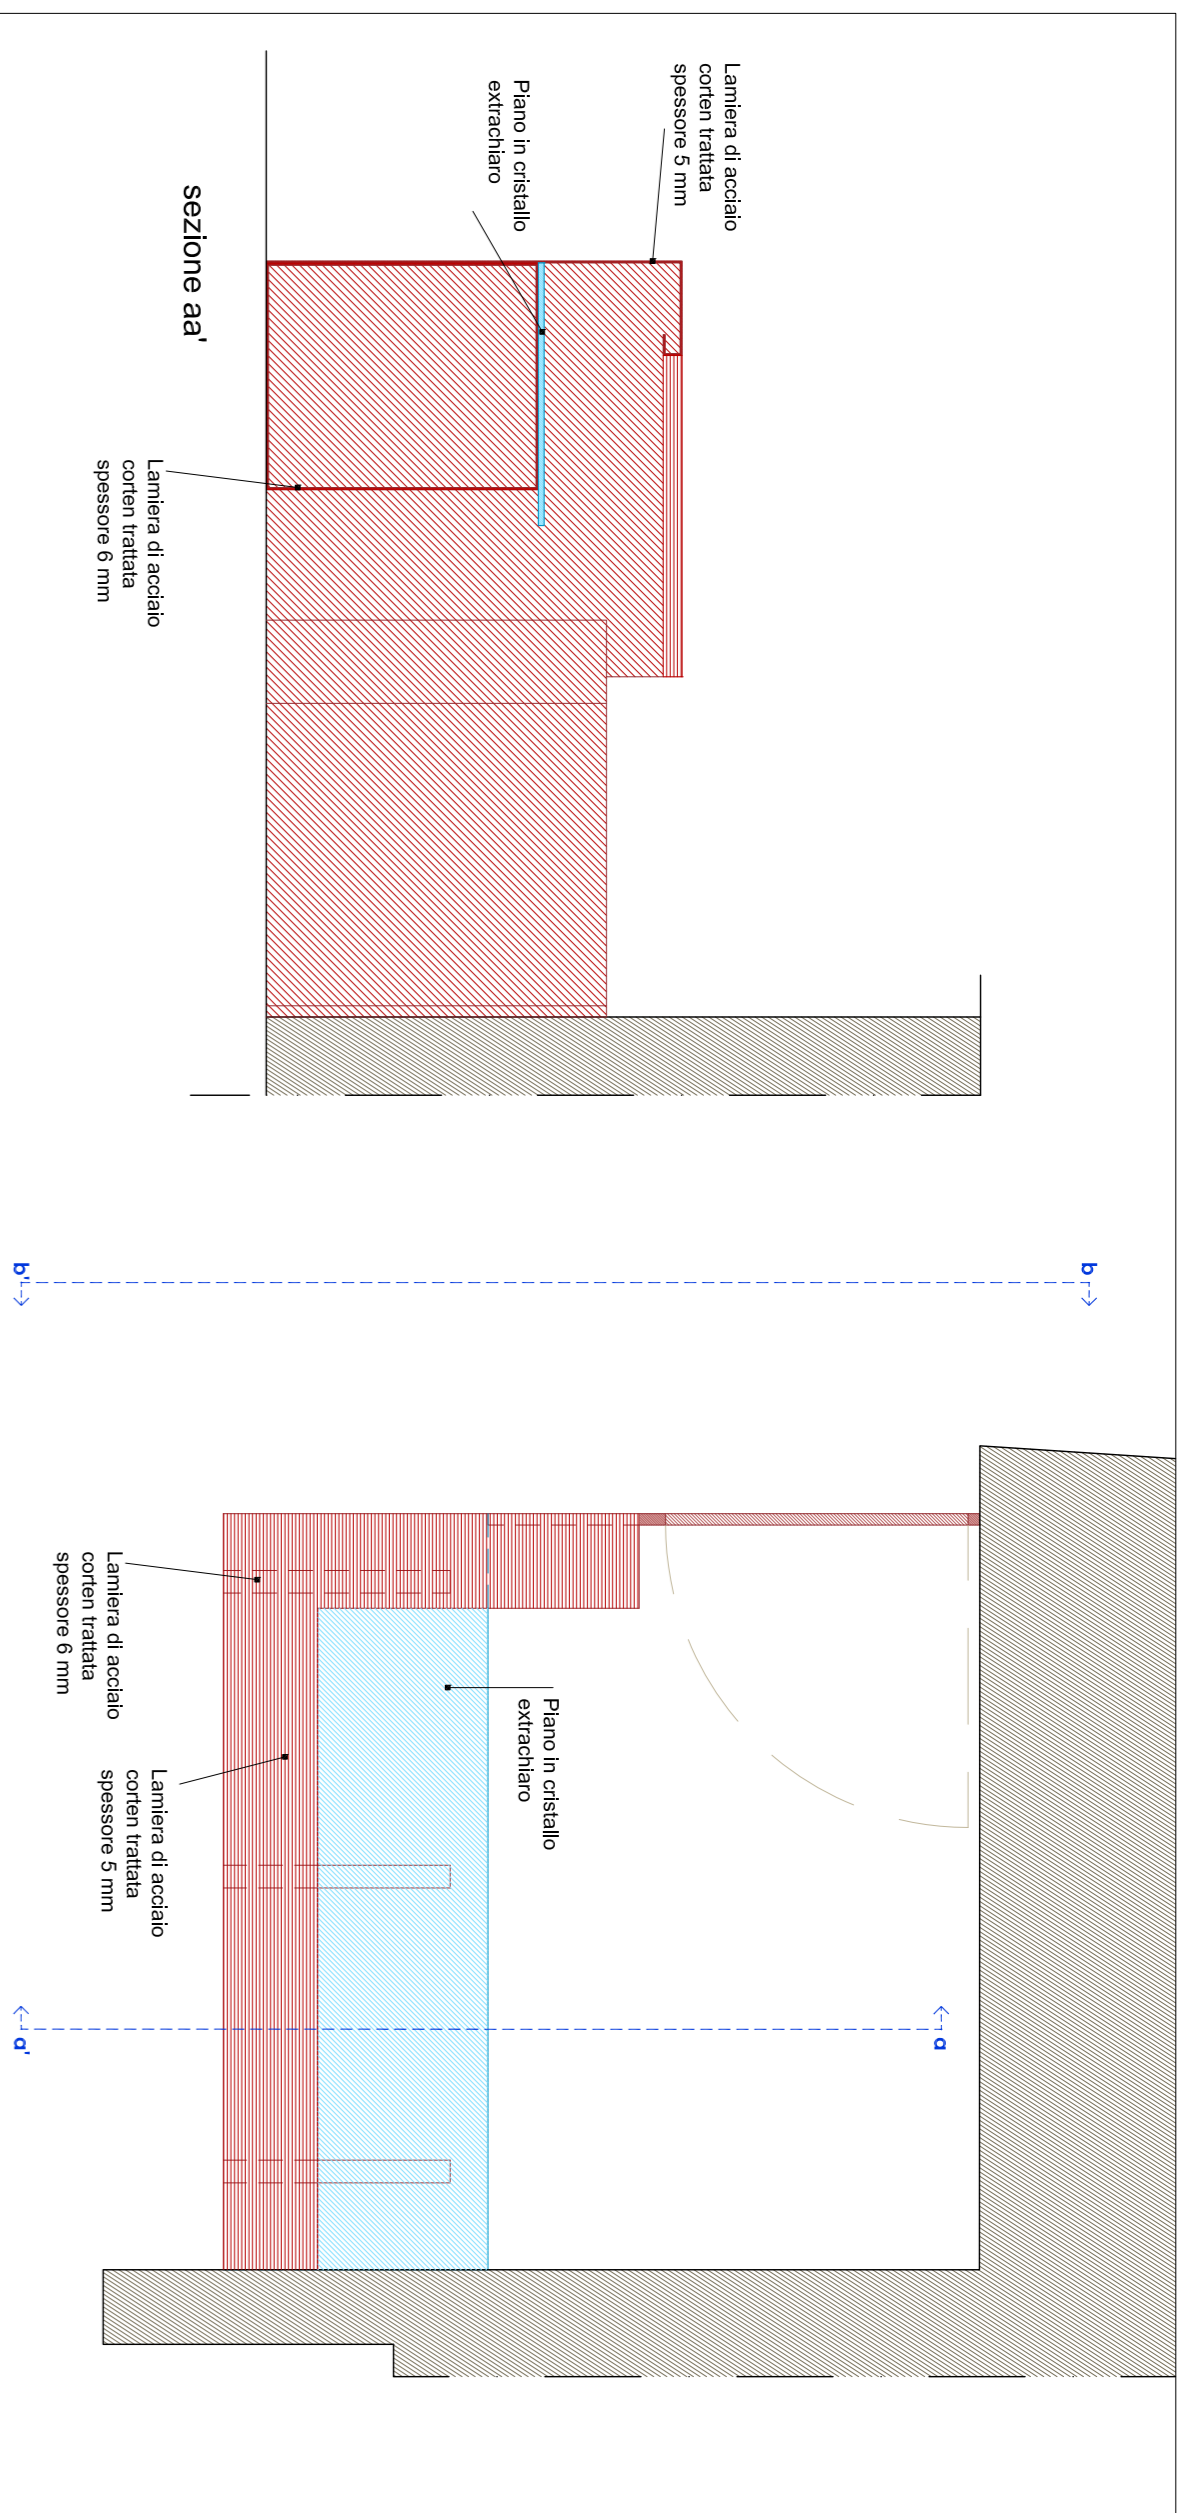 Lamiera di acciaio
corten trattata
spessore 5 mm
Piano in cristallo
extrachiaro
sezione aa'
Lamiera di acciaio
corten trattata
spessore 6 mm
b
b'
Piano in cristallo
extrachiaro
Lamiera di acciaio
corten trattata
spessore 6 mm
Lamiera di acciaio
corten trattata
spessore 5 mm
a
a'